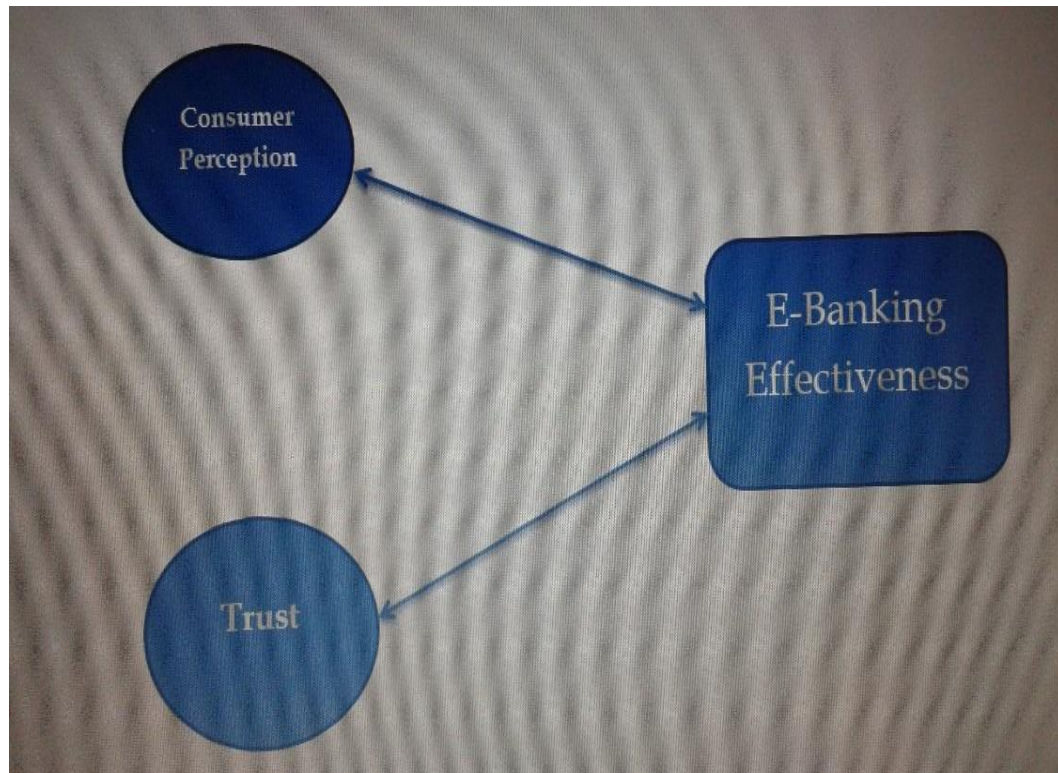 Consumer
Perception
E-Banking
Effectiveness
Trust